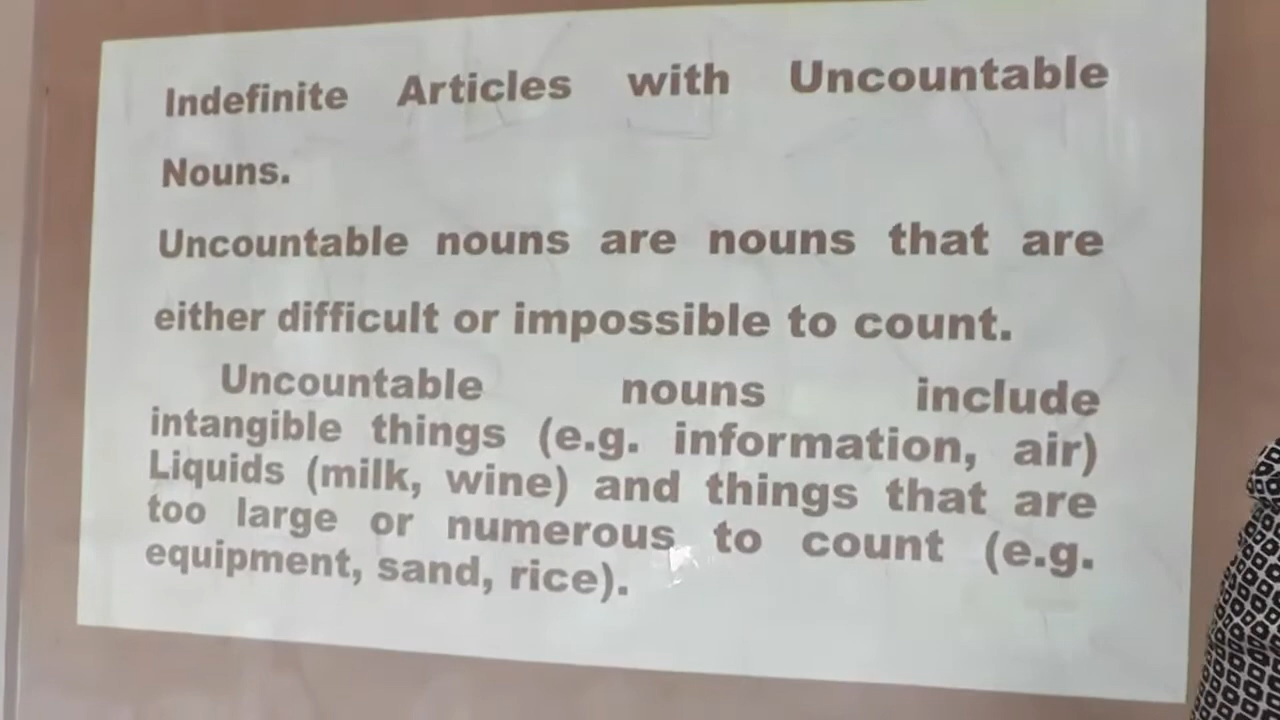 Indefinite Articles with Uncountable
Nouns.
Uncountable nouns are nouns that are
either difficult or impossible to count.
Uncountable nouns include
intangible things (e.g. information, air)
Liquids (milk, wine) and things that are
too large or numerous to count (e.g.
equipment, sand, rice).